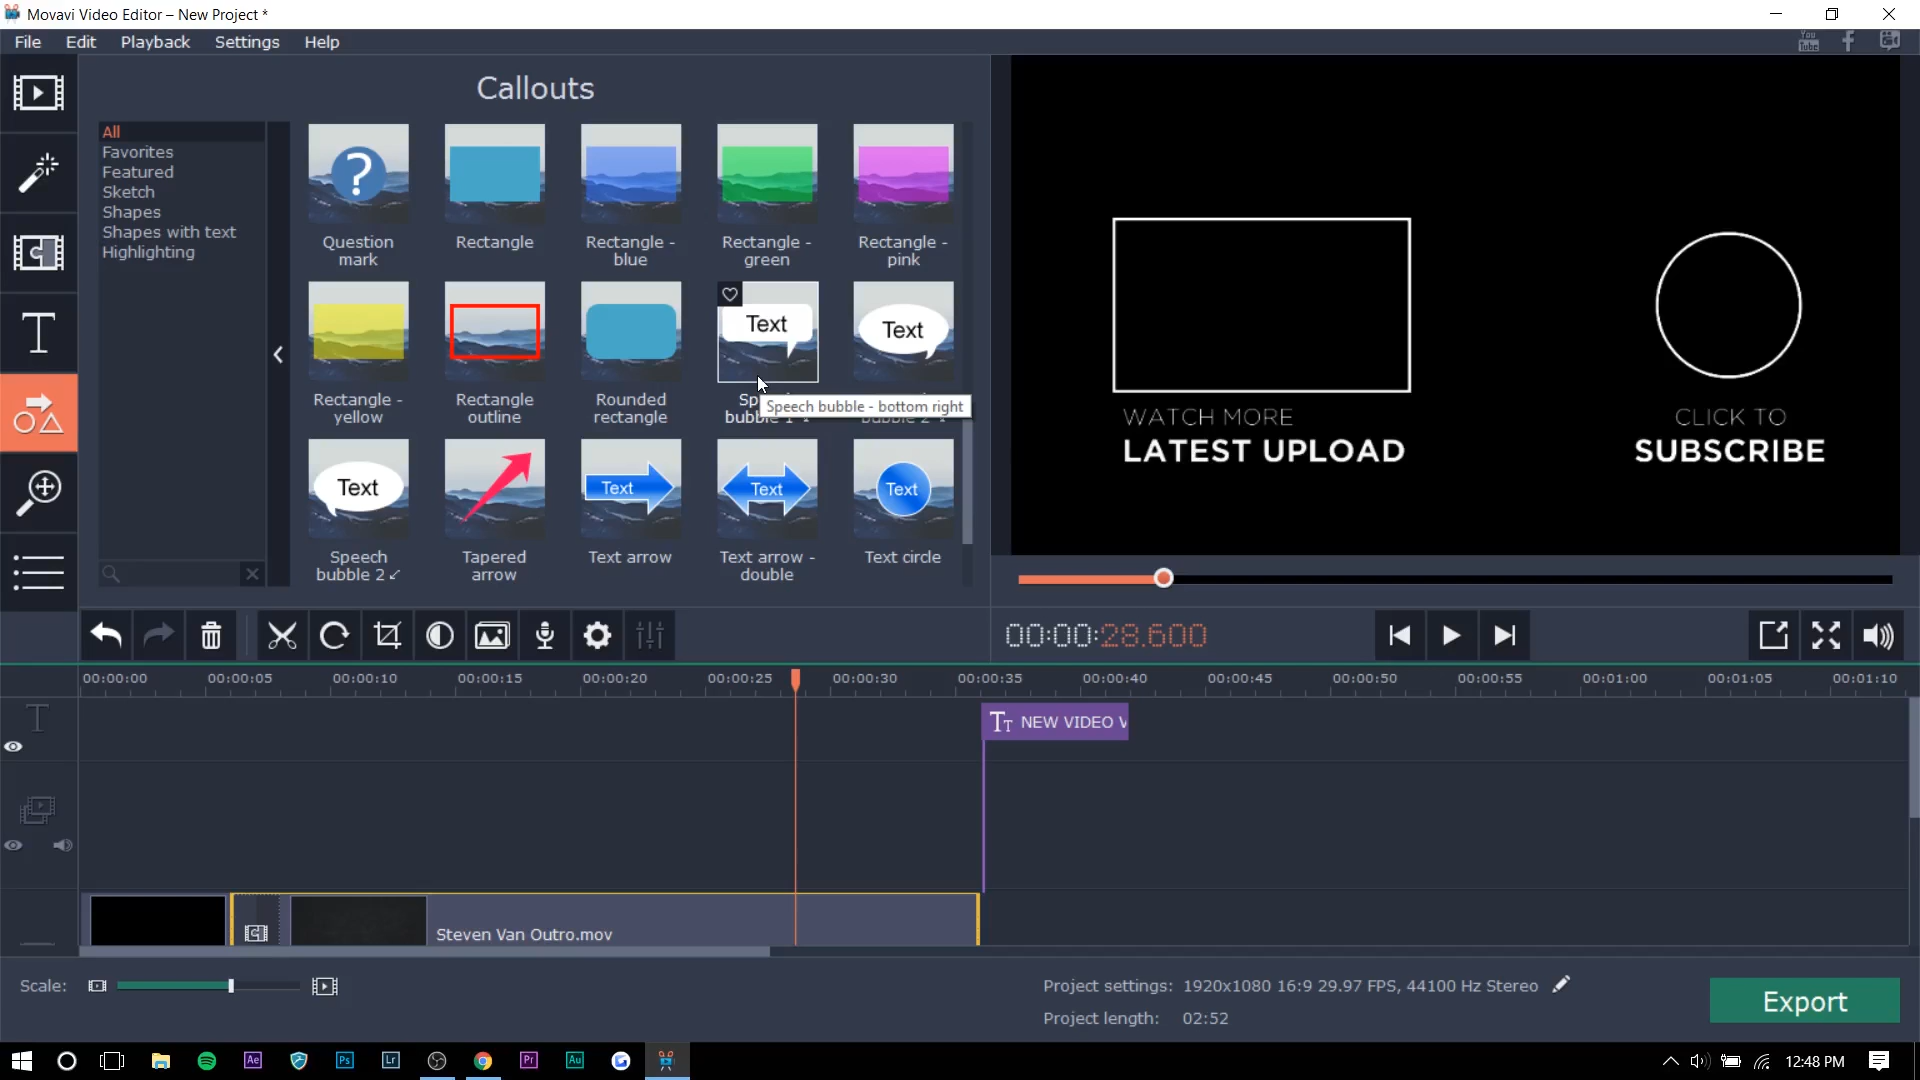 Movavi Video Editor – New Project *
File Edit Playback Settings Help
You Tube
Callouts
All
Favorites
Featured
Sketch
Shapes
Shapes with text
Highlighting
?
Question mark
Rectangle
Rectangle - blue
Rectangle - green
Rectangle - pink
Text
Text
Rectangle - yellow
Rectangle outline
Rounded rectangle
Speech bubble - bottom right
Text
Text
Text
Text
Speech bubble 2
Tapered arrow
Text arrow
Text arrow - double
Text circle
WATCH MORE
LATEST UPLOAD
CLICK TO
SUBSCRIBE
00:00:28.600
00:00:00 00:00:05 00:00:10 00:00:15 00:00:20 00:00:25 00:00:30 00:00:35 00:00:40 00:00:45 00:00:50 00:00:55 00:01:00 00:01:05 00:01:10
NEW VIDEO
Steven Van Outro.mov
Scale:
Project settings: 1920x1080 16:9 29.97 FPS, 44100 Hz Stereo
Project length: 02:52
Export
Ae Ps Lr Pr Au
12:48 PM